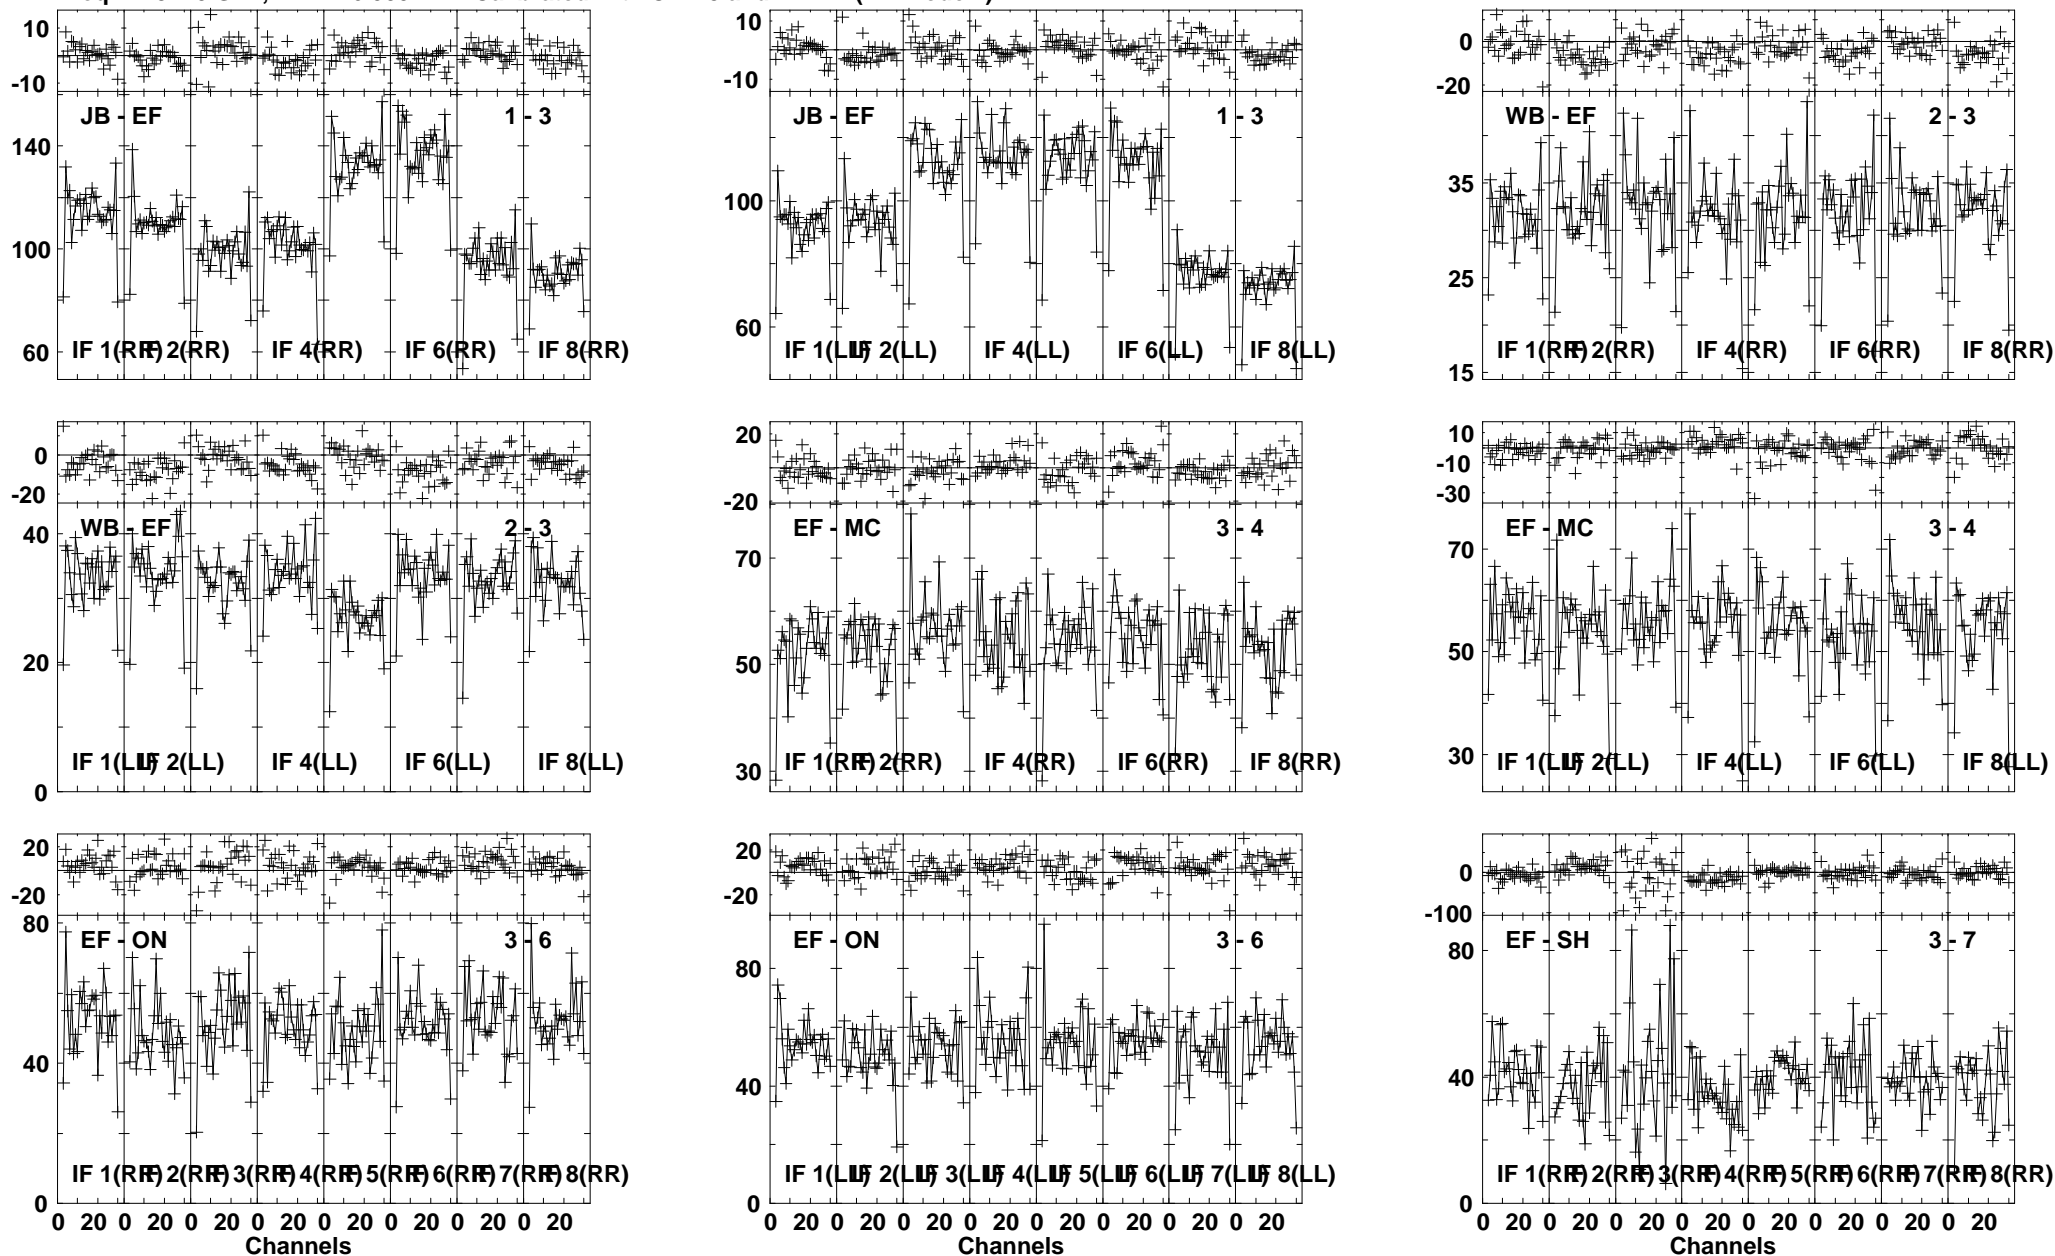 10
-10
JB - EF 1 - 3
140
100
60
IF 1(RR) IF 2(RR) IF 4(RR) IF 6(RR) IF 8(RR)
10
-10
JB - EF 1 - 3
100
60
IF 1(LL) IF 2(LL) IF 4(LL) IF 6(LL) IF 8(LL)
0
-20
WB - EF 2 - 3
35
25
15
IF 1(RR) IF 2(RR) IF 4(RR) IF 6(RR) IF 8(RR)
0
-20
WB - EF 2 - 3
40
20
0
IF 1(LL) IF 2(LL) IF 4(LL) IF 6(LL) IF 8(LL)
20
-20
EF - MC 3 - 4
70
50
30
IF 1(RR) IF 2(RR) IF 4(RR) IF 6(RR) IF 8(RR)
10
-10
-30
EF - MC 3 - 4
70
50
30
IF 1(LL) IF 2(LL) IF 4(LL) IF 6(LL) IF 8(LL)
20
-20
EF - ON 3 - 6
80
40
0
IF 1(RR) IF 2(RR) IF 3(RR) IF 4(RR) IF 5(RR) IF 6(RR) IF 7(RR) IF 8(RR)
0 20 0 20 0 20 0 20 0 20 0 20 0 20 0 20
Channels
20
-20
EF - ON 3 - 6
80
40
0
IF 1(LL) IF 2(LL) IF 3(LL) IF 4(LL) IF 5(LL) IF 6(LL) IF 7(LL) IF 8(LL)
0 20 0 20 0 20 0 20 0 20 0 20 0 20 0 20
Channels
0
-100
EF - SH 3 - 7
80
40
0
IF 1(RR) IF 2(RR) IF 3(RR) IF 4(RR) IF 5(RR) IF 6(RR) IF 7(RR) IF 8(RR)
0 20 0 20 0 20 0 20 0 20 0 20 0 20 0 20
Channels